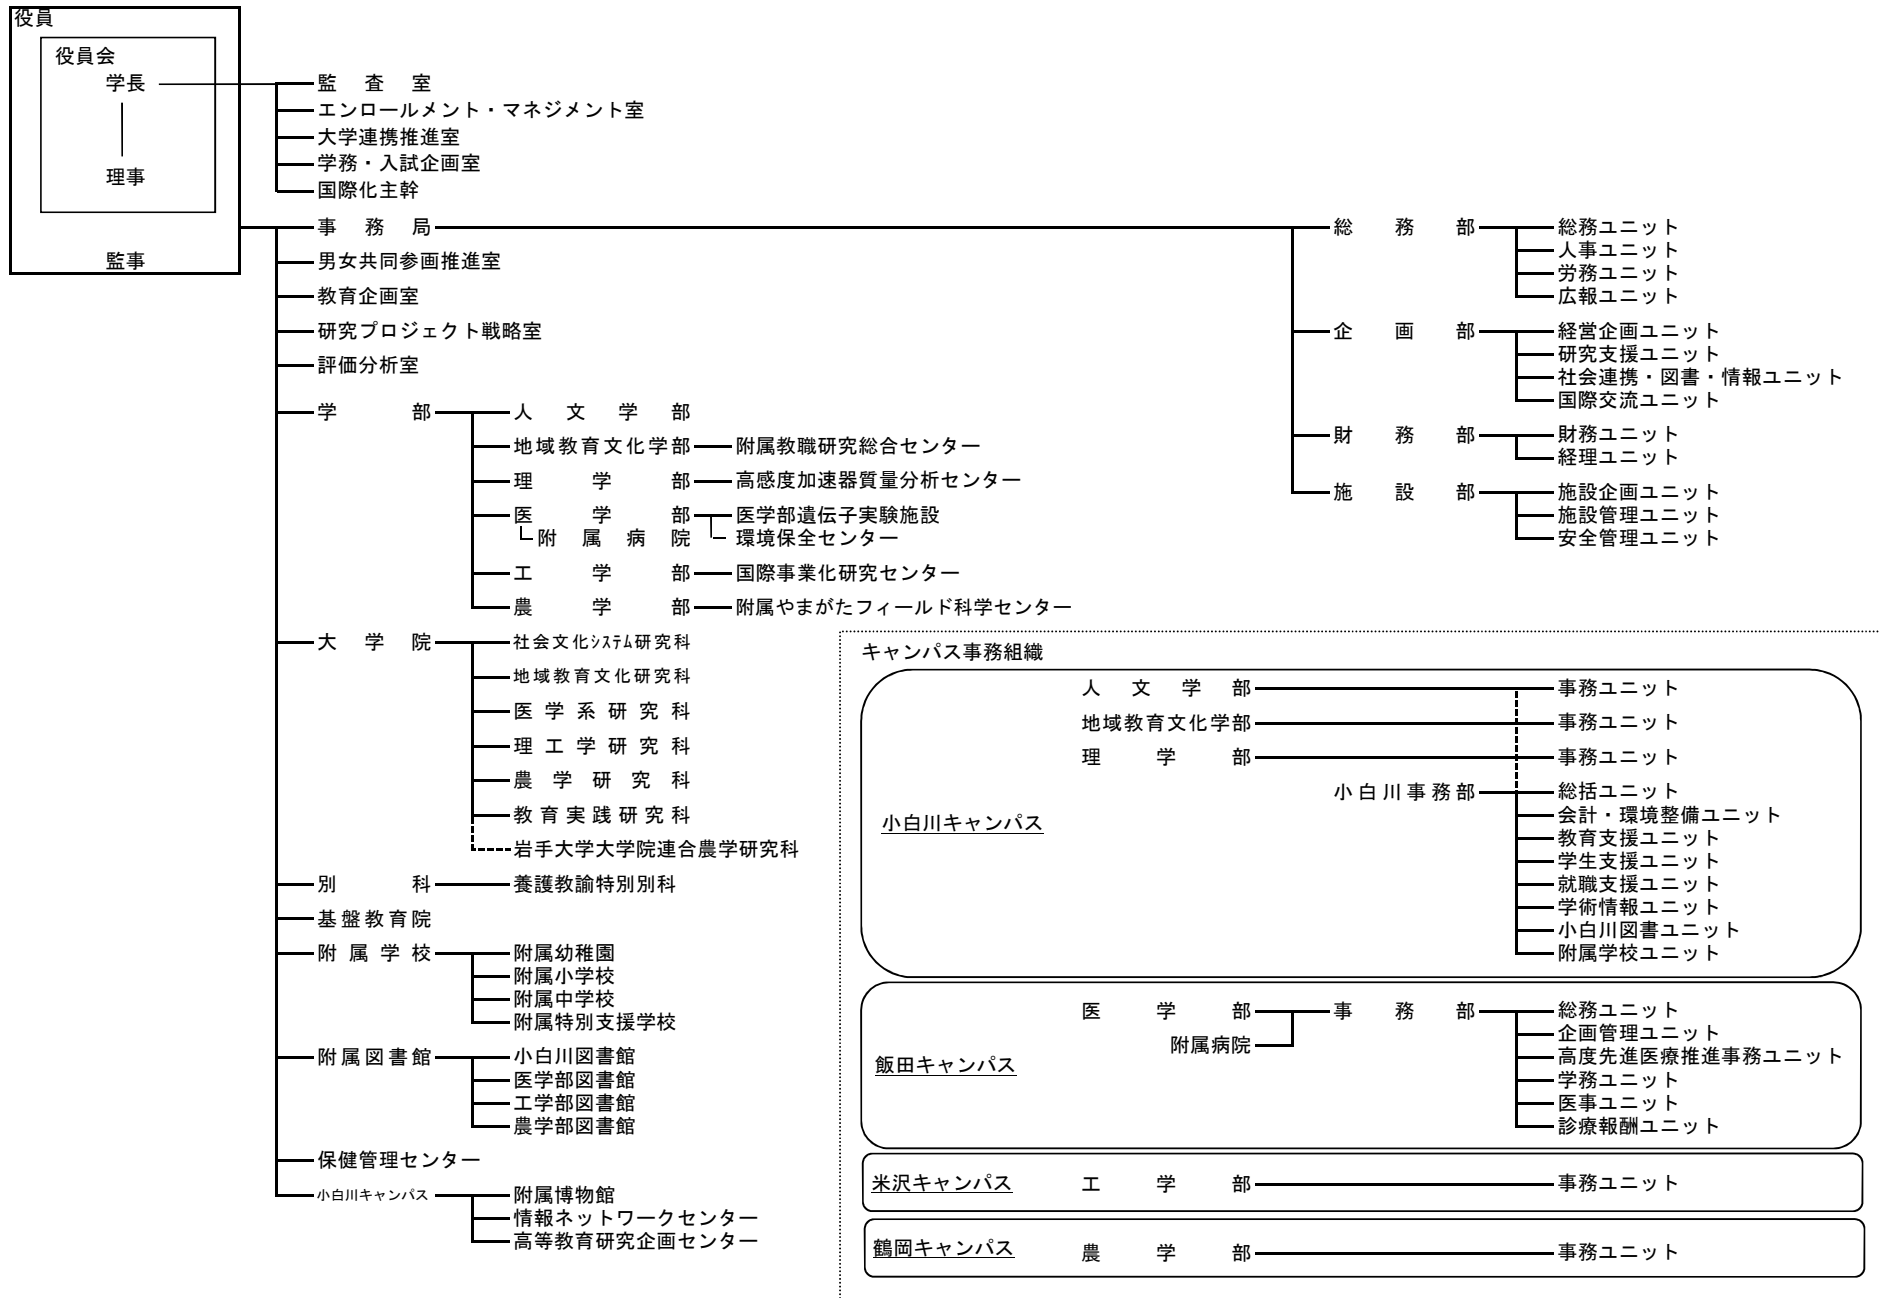 役員
役員会
学長
理事
監事
監査室
エンロールメント・マネジメント室
大学連携推進室
学務・入試企画室
国際化主幹
事務局
男女共同参画推進室
教育企画室
研究プロジェクト戦略室
評価分析室
学部
人文学部
地域教育文化学部
附属教職研究総合センター
理学部
高感度加速器質量分析センター
医学部
医学部遺伝子実験施設
附属病院
環境保全センター
工学部
国際事業化研究センター
農学部
附属やまがたフィールド科学センター
大学院
社会文化システム研究科
地域教育文化研究科
医学系研究科
理工学研究科
農学研究科
教育実践研究科
岩手大学大学院連合農学研究科
別科
養護教諭特別別科
基盤教育院
附属学校
附属幼稚園
附属小学校
附属中学校
附属特別支援学校
附属図書館
小白川図書館
医学部図書館
工学部図書館
農学部図書館
保健管理センター
小白川キャンパス
附属博物館
情報ネットワークセンター
高等教育研究企画センター
総務部
総務ユニット
人事ユニット
労務ユニット
広報ユニット
企画部
経営企画ユニット
研究支援ユニット
社会連携・図書・情報ユニット
国際交流ユニット
財務部
財務ユニット
経理ユニット
施設部
施設企画ユニット
施設管理ユニット
安全管理ユニット
キャンパス事務組織
小白川キャンパス
人文学部
事務ユニット
地域教育文化学部
事務ユニット
理学部
事務ユニット
小白川事務部
総括ユニット
会計・環境整備ユニット
教育支援ユニット
学生支援ユニット
就職支援ユニット
学術情報ユニット
小白川図書ユニット
附属学校ユニット
飯田キャンパス
医学部
附属病院
事務部
総務ユニット
企画管理ユニット
高度先進医療推進事務ユニット
学務ユニット
医事ユニット
診療報酬ユニット
米沢キャンパス
工学部
事務ユニット
鶴岡キャンパス
農学部
事務ユニット